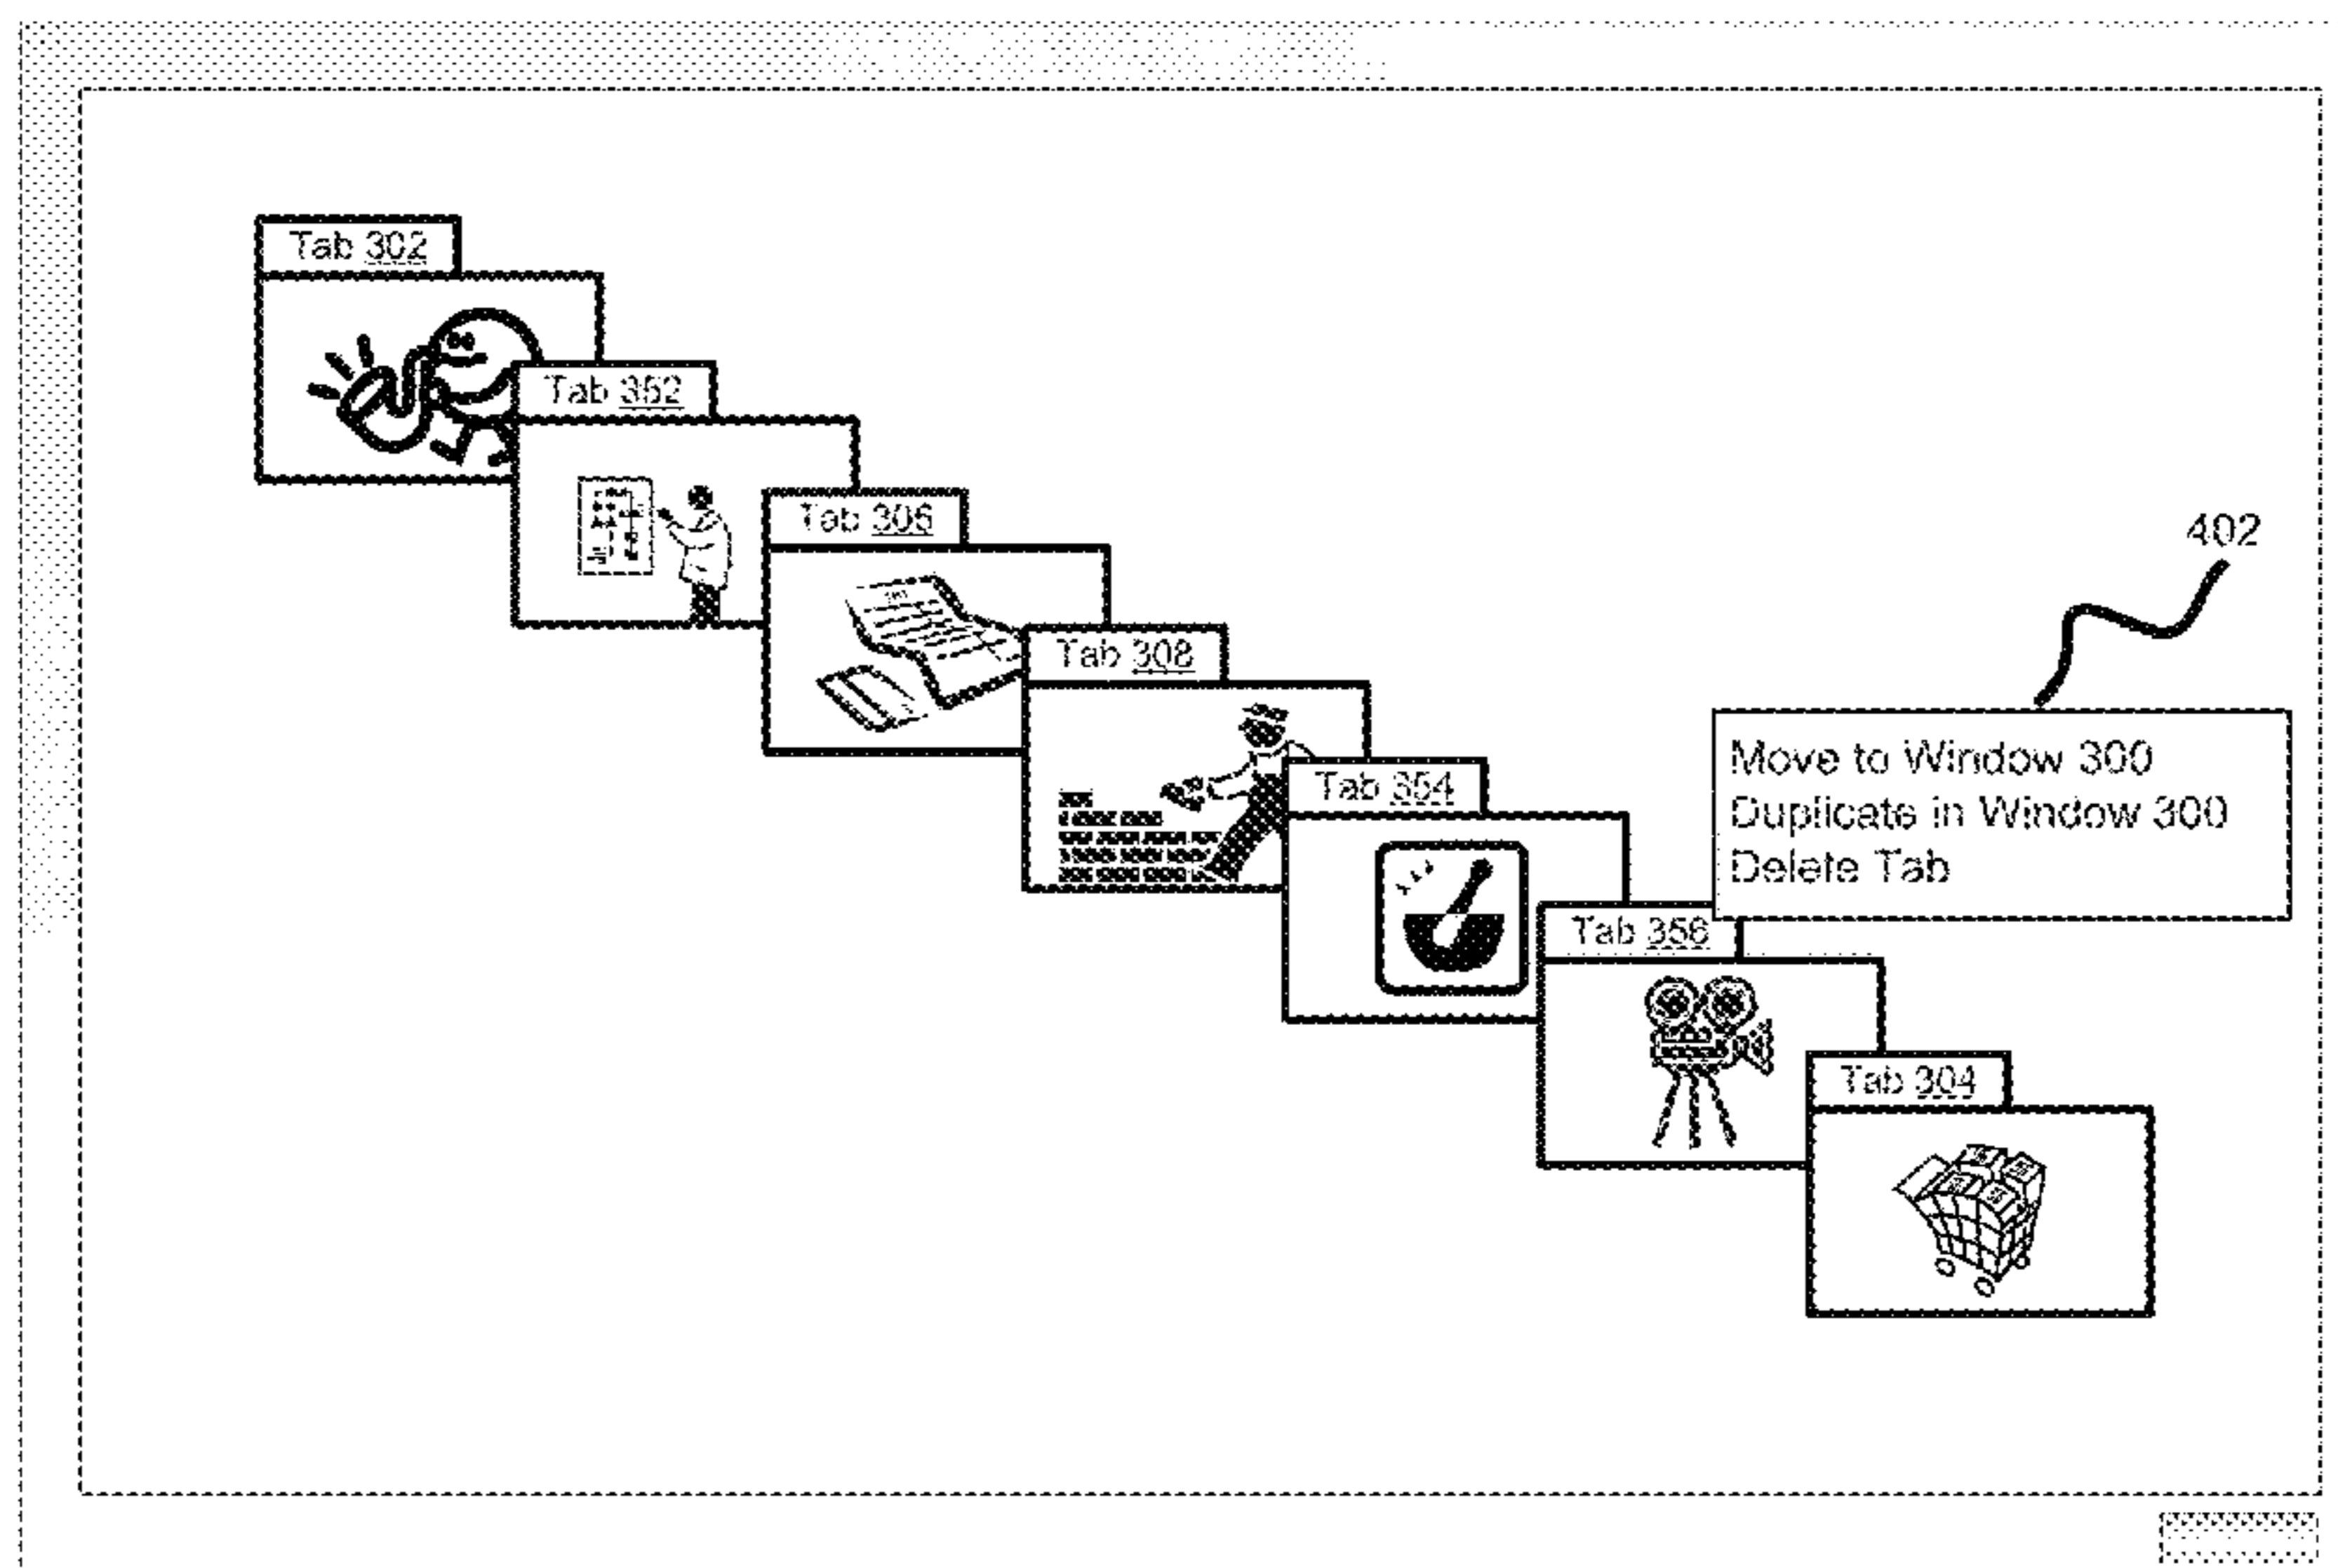 Tab 302
Tab 352
Tab 306
402
Tab 308
Move to Window 300
Duplicate in Window 300
Delete Tab
Tab 354
Tab 356
Tab 304